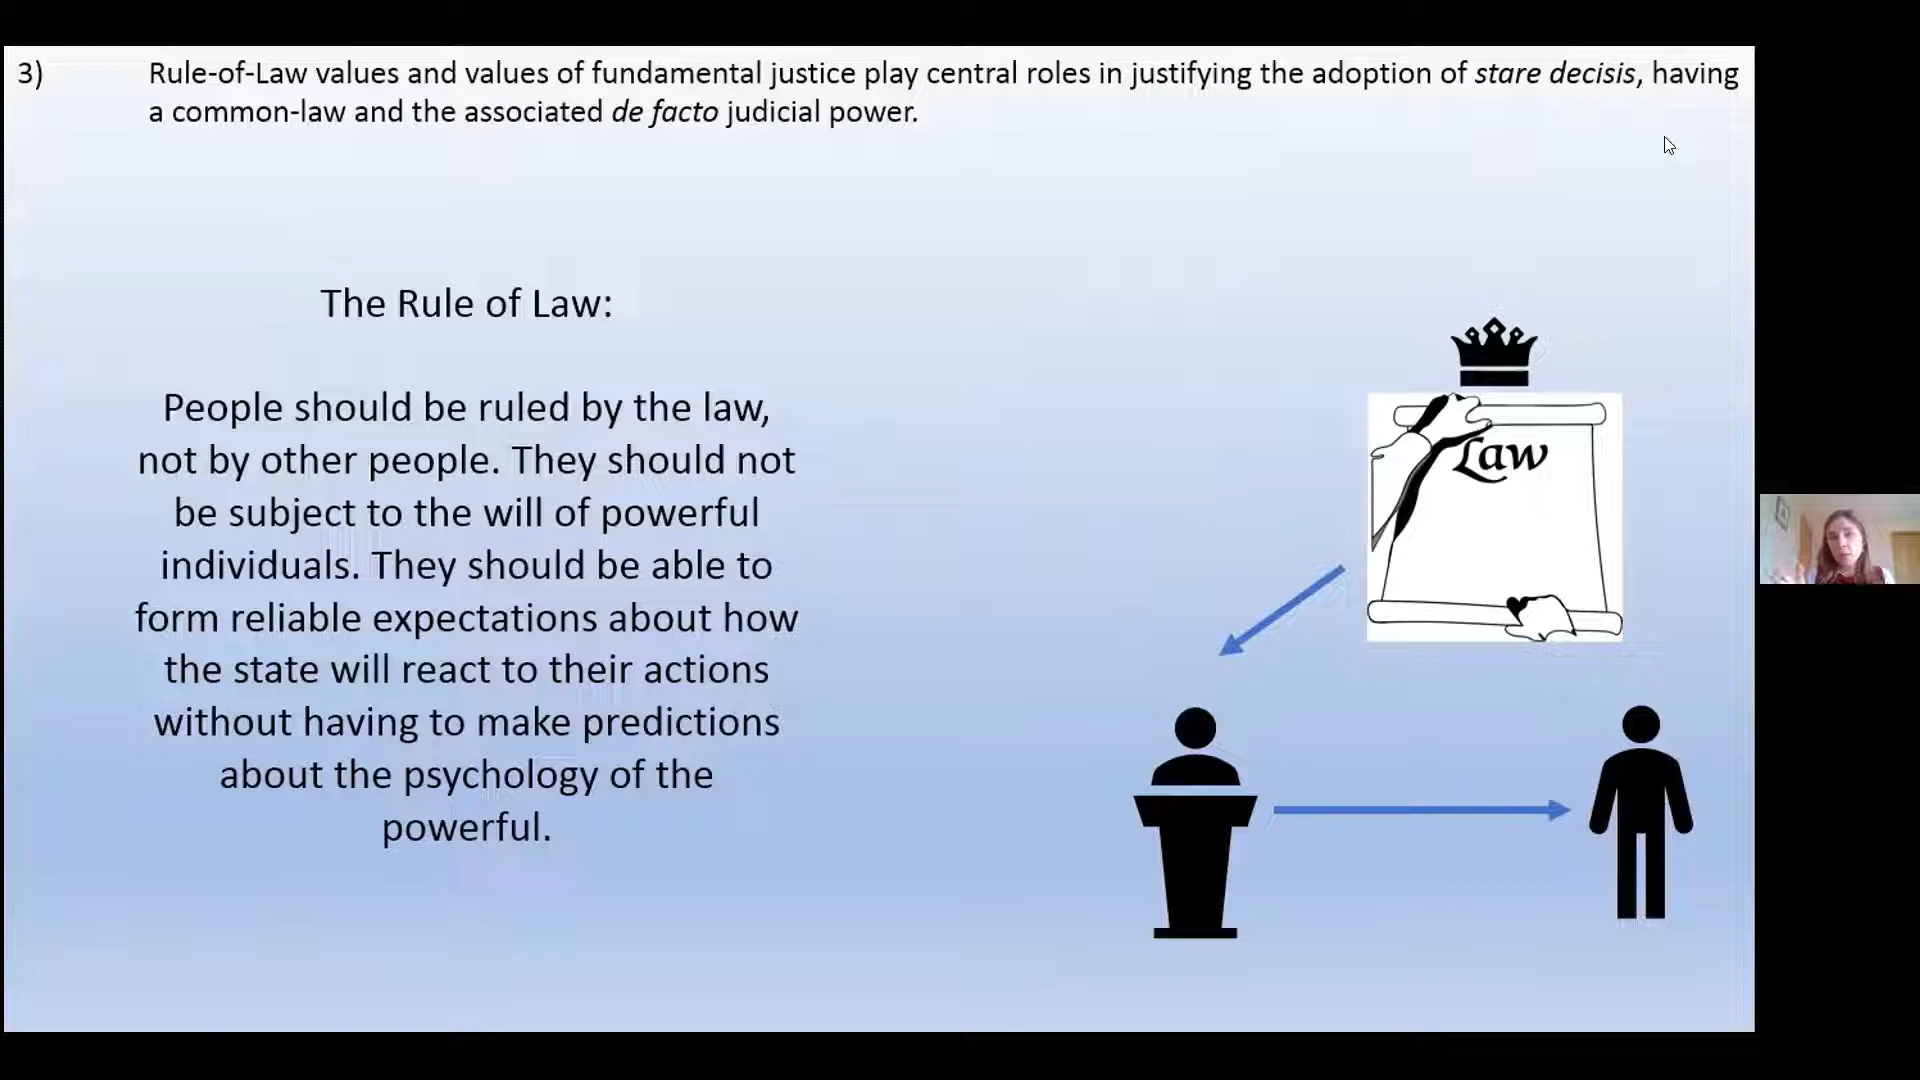 3) Rule-of-Law values and values of fundamental justice play central roles in justifying the adoption of stare decisis, having
a common-law and the associated de facto judicial power.
The Rule of Law:
People should be ruled by the law,
not by other people. They should not
be subject to the will of powerful
individuals. They should be able to
form reliable expectations about how
the state will react to their actions
without having to make predictions
about the psychology of the
powerful.
Law